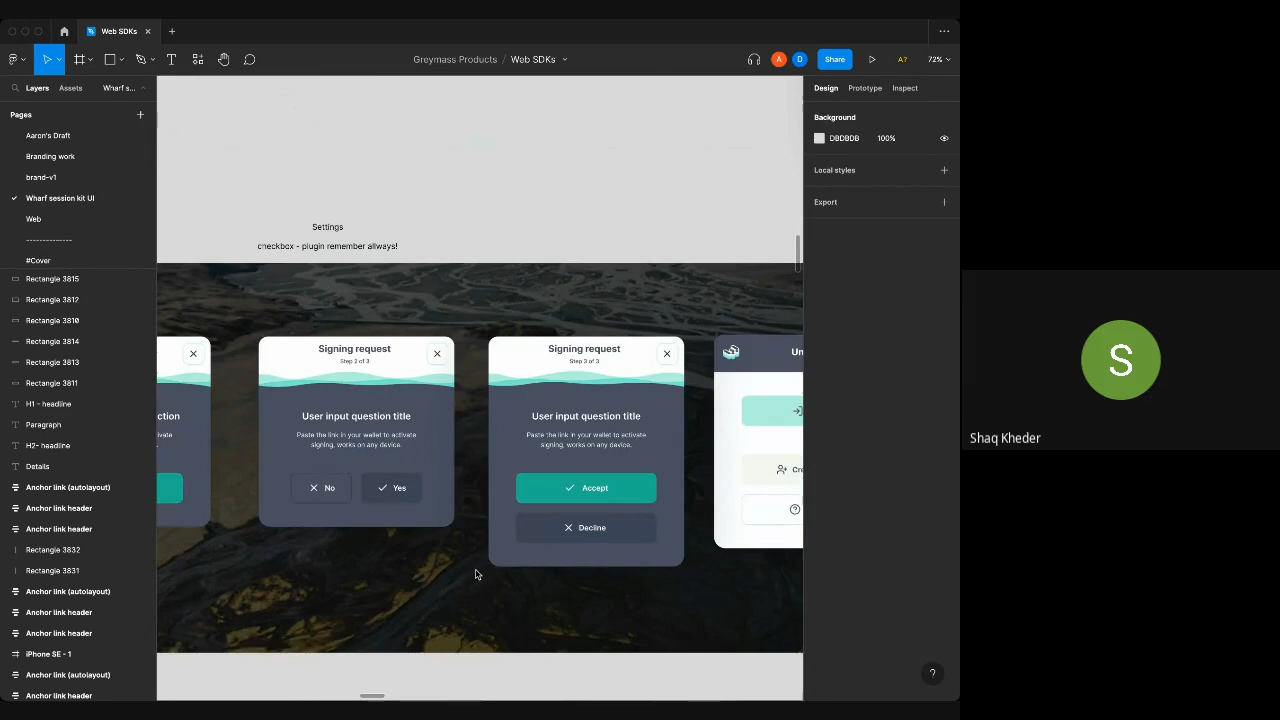 Web SDKs
Greymass Products / Web SDKs
A
D
Share
A?
72%
Layers
Assets
Wharf s...
Design
Prototype
Inspect
Pages
Background
Aaron's Draft
DBDBDB
100%
Branding work
brand-v1
Local styles
Wharf session kit UI
Export
Web
--------------
#Cover
Rectangle 3815
Rectangle 3812
Rectangle 3810
Rectangle 3814
Rectangle 3813
Rectangle 3811
H1 - headline
Paragraph
H2- headline
Details
Anchor link (autolayout)
Anchor link header
Anchor link header
Rectangle 3832
Rectangle 3831
Anchor link (autolayout)
Anchor link header
Anchor link header
iPhone SE - 1
Anchor link (autolayout)
Anchor link header
Settings
checkbox - plugin remember allways!
ction
ivate
Signing request
Step 2 of 3
User input question title
Paste the link in your wallet to activate
signing, works on any device.
No
Yes
Signing request
Step 3 of 3
User input question title
Paste the link in your wallet to activate
signing, works on any device.
Accept
Decline
Un
Cre
?
S
Shaq Kheder